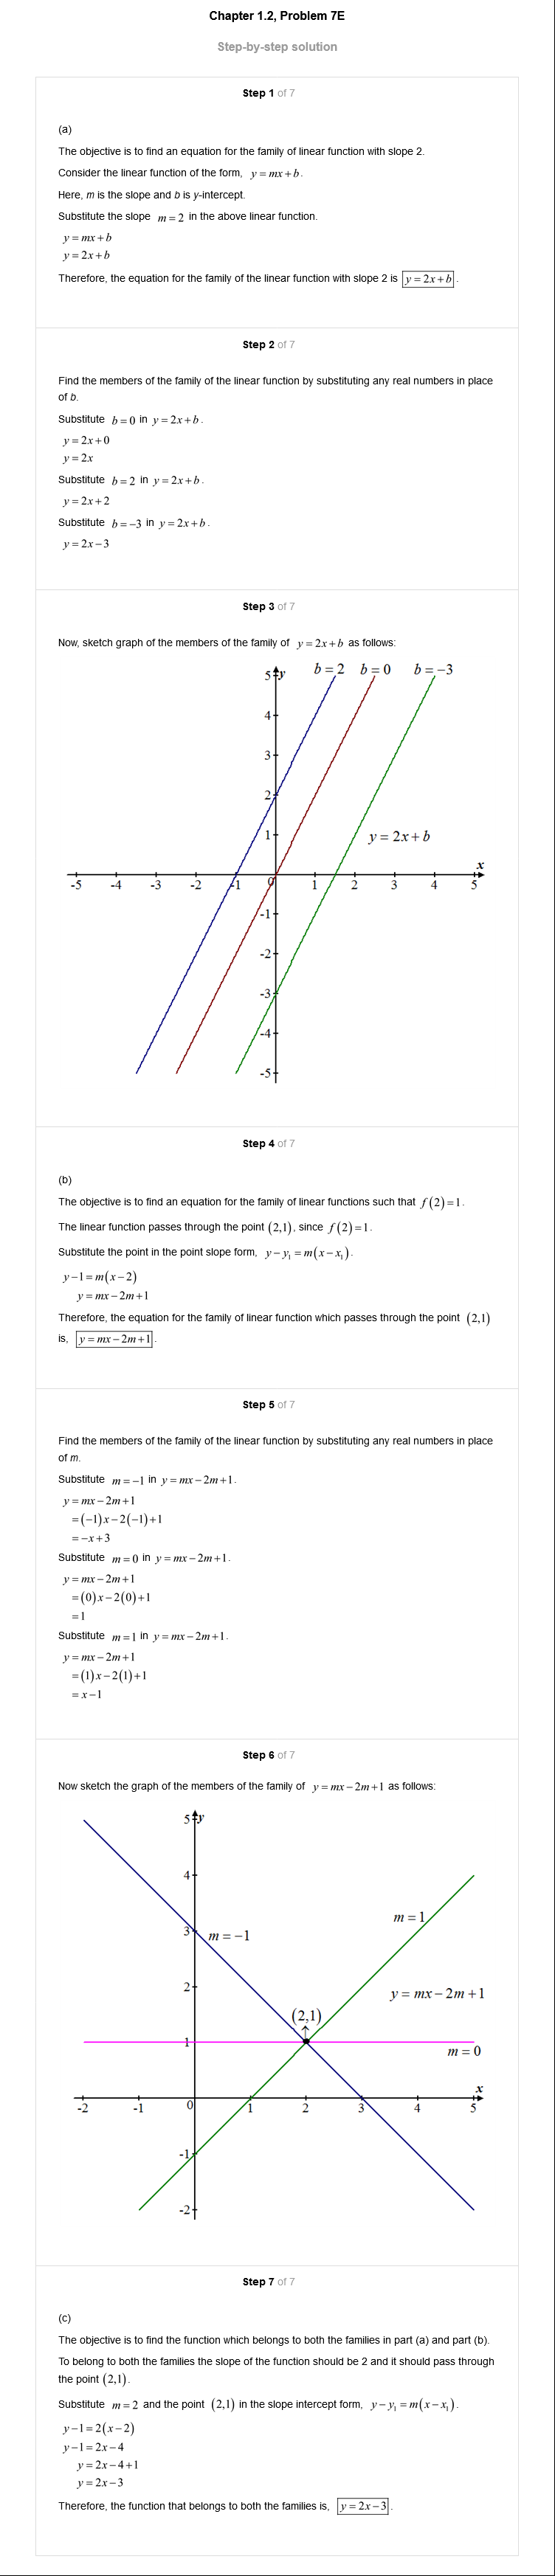 Chapter 1.2, Problem 7E
Step-by-step solution
Step 1 of 7
(a)
The objective is to find an equation for the family of linear function with slope 2.
Consider the linear function of the form, y = mx + b.
Here, m is the slope and b is y-intercept.
Substitute the slope m = 2 in the above linear function.
y = mx + b
y = 2x + b
Therefore, the equation for the family of the linear function with slope 2 is y = 2x + b.
Step 2 of 7
Find the members of the family of the linear function by substituting any real numbers in place
of b.
Substitute b = 0 in y = 2x + b.
y = 2x + 0
y = 2x
Substitute b = 2 in y = 2x + b.
y = 2x + 2
Substitute b = −3 in y = 2x + b.
y = 2x − 3
Step 3 of 7
Now, sketch graph of the members of the family of y = 2x + b as follows:
5 y b = 2 b = 0 b = −3
4
3
2
1 y = 2x + b
x
-5 -4 -3 -2 -1 0 1 2 3 4 5
-1
-2
-3
-4
-5
Step 4 of 7
(b)
The objective is to find an equation for the family of linear functions such that f(2) = 1.
The linear function passes through the point (2,1), since f(2) = 1.
Substitute the point in the point slope form, y − y₁ = m(x − x₁).
y − 1 = m(x − 2)
y = mx − 2m + 1
Therefore, the equation for the family of linear function which passes through the point (2,1)
is, y = mx − 2m + 1.
Step 5 of 7
Find the members of the family of the linear function by substituting any real numbers in place
of m.
Substitute m = −1 in y = mx − 2m + 1.
y = mx − 2m + 1
= (−1)x − 2(−1) + 1
= −x + 3
Substitute m = 0 in y = mx − 2m + 1.
y = mx − 2m + 1
= (0)x − 2(0) + 1
= 1
Substitute m = 1 in y = mx − 2m + 1.
y = mx − 2m + 1
= (1)x − 2(1) + 1
= x − 1
Step 6 of 7
Now sketch the graph of the members of the family of y = mx − 2m + 1 as follows:
5 y
4
m = 1
3 m = −1
2 y = mx − 2m + 1
(2,1)
1
m = 0
x
-2 -1 0 1 2 3 4 5
-1
-2
Step 7 of 7
(c)
The objective is to find the function which belongs to both the families in part (a) and part (b).
To belong to both the families the slope of the function should be 2 and it should pass through
the point (2,1).
Substitute m = 2 and the point (2,1) in the slope intercept form, y − y₁ = m(x − x₁).
y − 1 = 2(x − 2)
y − 1 = 2x − 4
y = 2x − 4 + 1
y = 2x − 3
Therefore, the function that belongs to both the families is, y = 2x − 3.